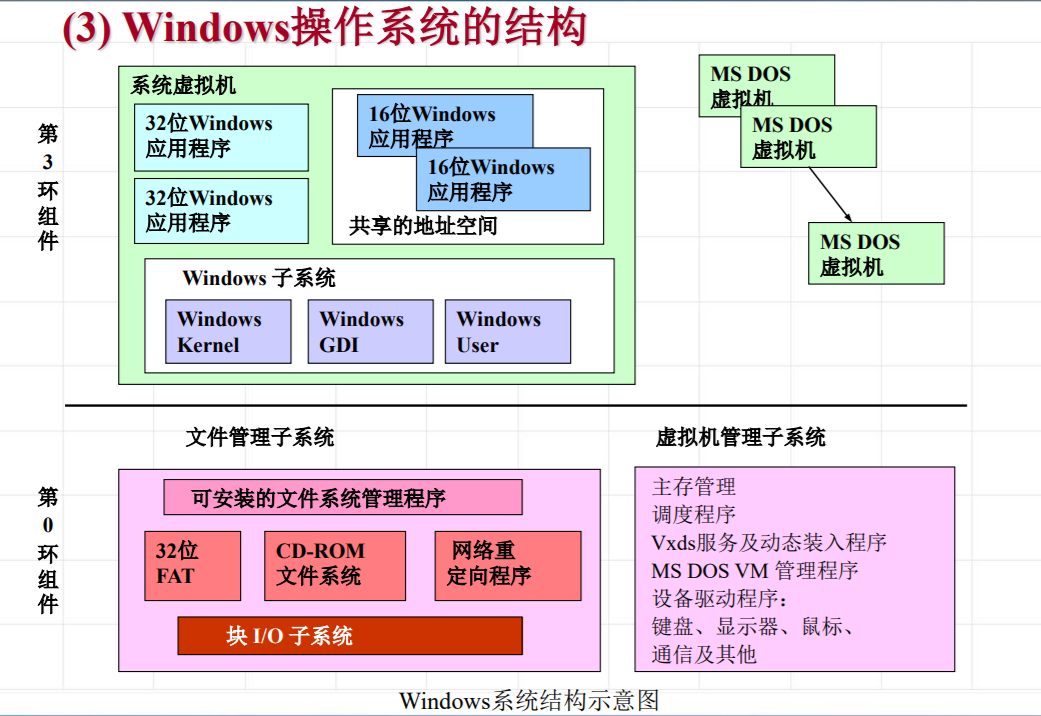 (3) Windows操作系统的结构
第
3
环
组
件
系统虚拟机
32位Windows
应用程序
32位Windows
应用程序
16位Windows
应用程序
16位Windows
应用程序
共享的地址空间
Windows 子系统
Windows
Kernel
Windows
GDI
Windows
User
MS DOS
虚拟机
MS DOS
虚拟机
MS DOS
虚拟机
第
0
环
组
件
文件管理子系统
可安装的文件系统管理程序
32位
FAT
CD-ROM
文件系统
网络重
定向程序
块 I/O 子系统
虚拟机管理子系统
主存管理
调度程序
Vxds服务及动态装入程序
MS DOS VM 管理程序
设备驱动程序：
键盘、显示器、鼠标、
通信及其他
Windows系统结构示意图